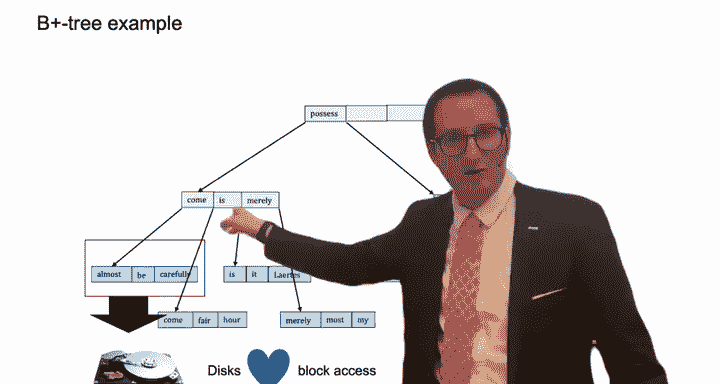 B+-tree example
possess
come is merely
almost be carefully
is it Laertes
come fair hour
merely most my
Disks block access